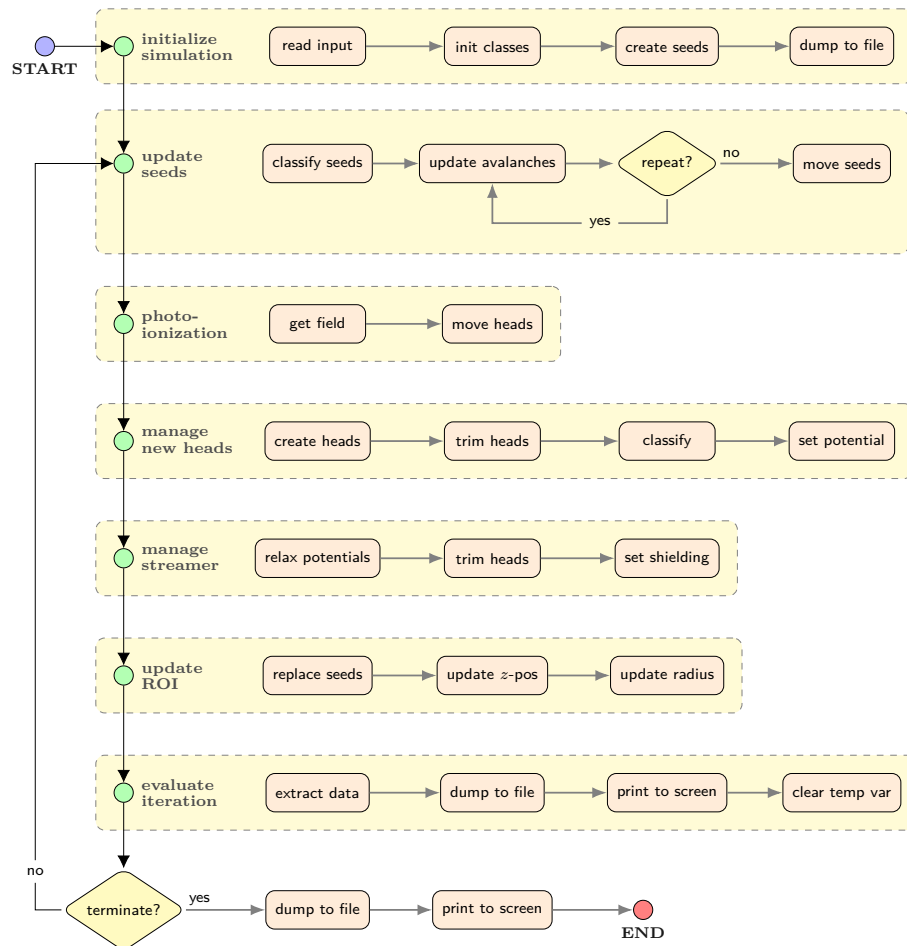 START
initialize
simulation
read input
init classes
create seeds
dump to file
update
seeds
classify seeds
update avalanches
repeat?
no
move seeds
yes
photo-
ionization
get field
move heads
manage
new heads
create heads
trim heads
classify
set potential
manage
streamer
relax potentials
trim heads
set shielding
update
ROI
replace seeds
update z-pos
update radius
evaluate
iteration
extract data
dump to file
print to screen
clear temp var
no
terminate?
yes
dump to file
print to screen
END